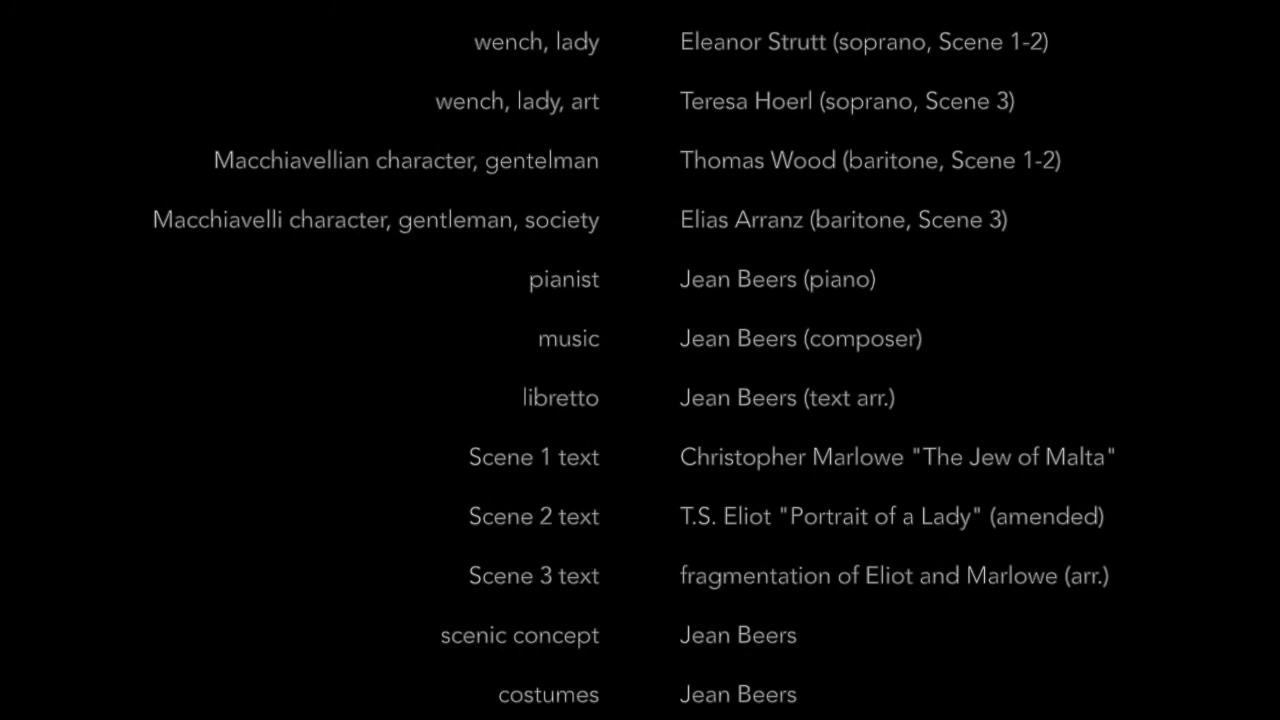 wench, lady Eleanor Strutt (soprano, Scene 1-2)
wench, lady, art Teresa Hoerl (soprano, Scene 3)
Macchiavellian character, gentelman Thomas Wood (baritone, Scene 1-2)
Macchiavelli character, gentleman, society Elias Arranz (baritone, Scene 3)
pianist Jean Beers (piano)
music Jean Beers (composer)
libretto Jean Beers (text arr.)
Scene 1 text Christopher Marlowe "The Jew of Malta"
Scene 2 text T.S. Eliot "Portrait of a Lady" (amended)
Scene 3 text fragmentation of Eliot and Marlowe (arr.)
scenic concept Jean Beers
costumes Jean Beers